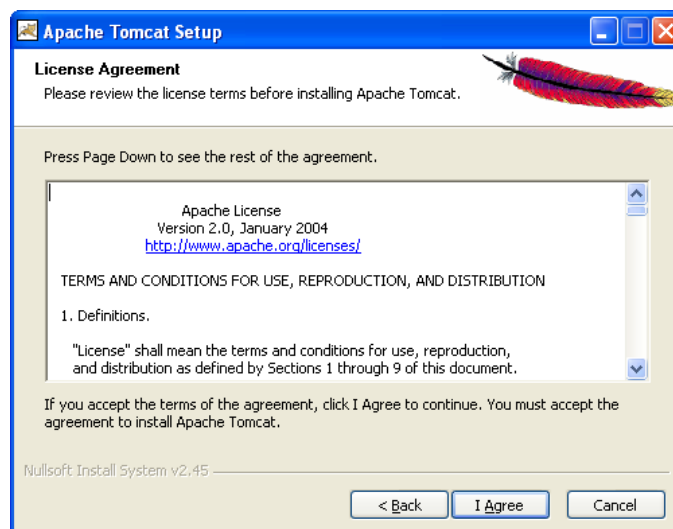 Apache Tomcat Setup
License Agreement
Please review the license terms before installing Apache Tomcat.
Press Page Down to see the rest of the agreement.
Apache License
Version 2.0, January 2004
http://www.apache.org/licenses/
TERMS AND CONDITIONS FOR USE, REPRODUCTION, AND DISTRIBUTION
1. Definitions.
"License" shall mean the terms and conditions for use, reproduction,
and distribution as defined by Sections 1 through 9 of this document.
If you accept the terms of the agreement, click I Agree to continue. You must accept the
agreement to install Apache Tomcat.
Nullsoft Install System v2.45
< Back I Agree Cancel